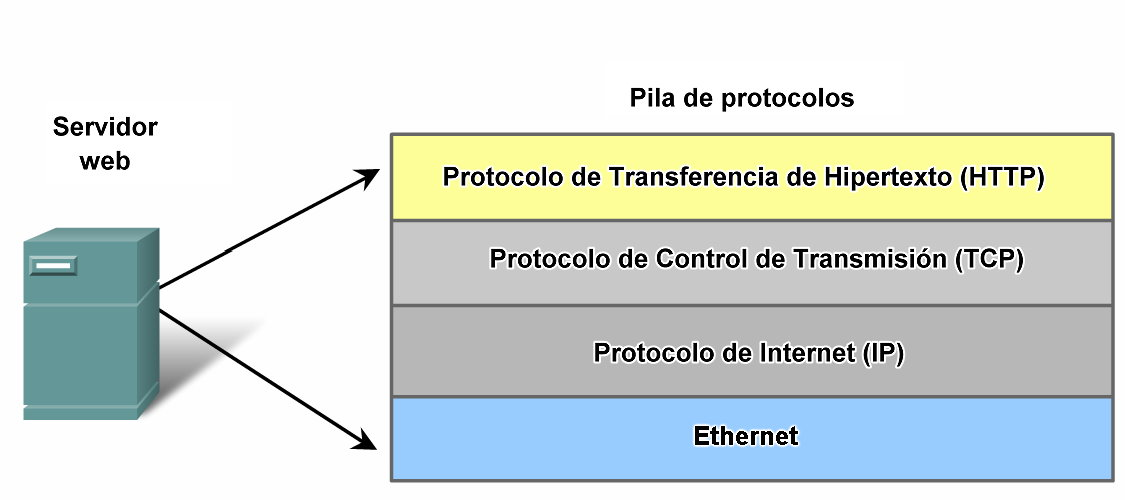 Pila de protocolos
Servidor
web
Protocolo de Transferencia de Hipertexto (HTTP)
Protocolo de Control de Transmisión (TCP)
Protocolo de Internet (IP)
Ethernet